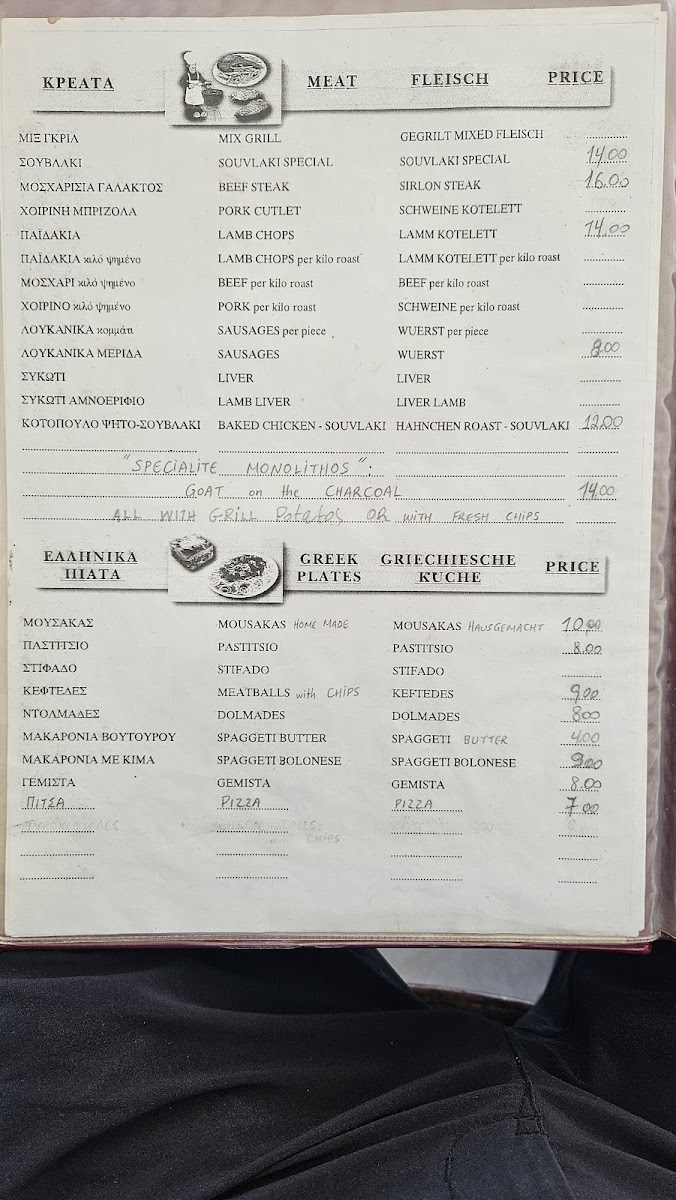 ΚΡΕΑΤΑ MEAT FLEISCH PRICE
ΜΙΞ ΓΚΡΙΛ MIX GRILL GEGRILT MIXED FLEISCH
ΣΟΥΒΛΑΚΙ SOUVLAKI SPECIAL SOUVLAKI SPECIAL 14.00
ΜΟΣΧΑΡΙΣΙΑ ΓΑΛΑΚΤΟΣ BEEF STEAK SIRLON STEAK 16.00
ΧΟΙΡΙΝΗ ΜΠΡΙΖΟΛΑ PORK CUTLET SCHWEINE KOTELETT
ΠΑΪΔΑΚΙΑ LAMB CHOPS LAMM KOTELETT 14.00
ΠΑΪΔΑΚΙΑ κιλό ψημένο LAMB CHOPS per kilo roast LAMM KOTELETT per kilo roast
ΜΟΣΧΑΡΙ κιλό ψημένο BEEF per kilo roast BEEF per kilo roast
ΧΟΙΡΙΝΟ κιλό ψημένο PORK per kilo roast SCHWEINE per kilo roast
ΛΟΥΚΑΝΙΚΑ κομμάτι SAUSAGES per piece WUERST per piece
ΛΟΥΚΑΝΙΚΑ ΜΕΡΙΔΑ SAUSAGES WUERST 8.00
ΣΥΚΩΤΙ LIVER LIVER
ΣΥΚΩΤΙ ΑΜΝΟΕΡΙΦΙΟ LAMB LIVER LIVER LAMB
ΚΟΤΟΠΟΥΛΟ ΨΗΤΟ-ΣΟΥΒΛΑΚΙ BAKED CHICKEN - SOUVLAKI HAHNCHEN ROAST - SOUVLAKI 12.00
"SPECIALITE MONOLITHOS":
GOAT on the CHARCOAL 14.00
ALL WITH GRILL Potatos OR WITH FRESH CHIPS
ΕΛΛΗΝΙΚΑ ΠΙΑΤΑ GREEK PLATES GRIECHIESCHE KUCHE PRICE
ΜΟΥΣΑΚΑΣ MOUSAKAS HOME MADE MOUSAKAS HAUSGEMACHT 10,00
ΠΑΣΤΙΤΣΙΟ PASTITSIO PASTITSIO 8.00
ΣΤΙΦΑΔΟ STIFADO STIFADO
ΚΕΦΤΕΛΕΣ MEATBALLS with CHIPS KEFTEDES 9,00
ΝΤΟΛΜΑΔΕΣ DOLMADES DOLMADES 8,00
ΜΑΚΑΡΟΝΙΑ ΒΟΥΤΟΥΡΟΥ SPAGGETI BUTTER SPAGGETI BUTTER 4.00
ΜΑΚΑΡΟΝΙΑ ΜΕ ΚΙΜΑ SPAGGETI BOLONESE SPAGGETI BOLONESE 9.00
ΓΕΜΙΣΤΑ GEMISTA GEMISTA 8.00
ΠΙΤΣΑ PIZZA PIZZA 7.00
CHIPS